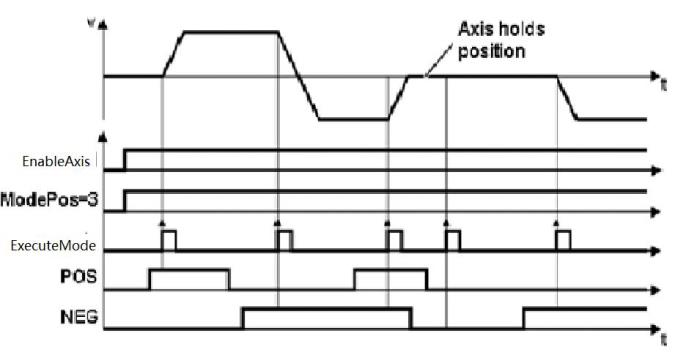 v
Axis holds
position
t
EnableAxis
ModePos=3
ExecuteMode
POS
NEG
t